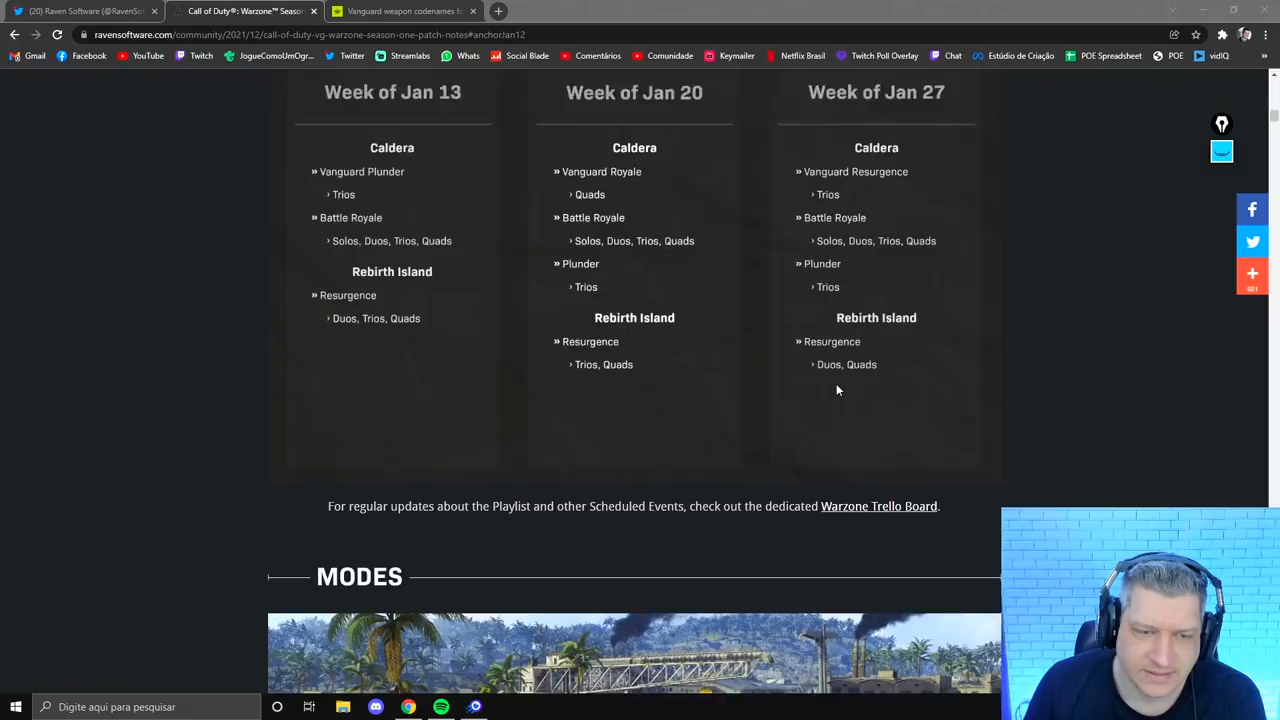 (20) Raven Software (@RavenSof
Call of Duty®: Warzone™ Season
Vanguard weapon codenames fo
ravensoftware.com/community/2021/12/call-of-duty-vg-warzone-season-one-patch-notes#anchorJan12
Gmail
Facebook
YouTube
Twitch
JogueComoUmOgr...
Twitter
Streamlabs
Whats
Social Blade
Comentários
Comunidade
Keymailer
Netflix Brasil
Twitch Poll Overlay
Chat
Estúdio de Criação
POE Spreadsheet
POE
vidIQ
»
Week of Jan 13
Caldera
» Vanguard Plunder
› Trios
» Battle Royale
› Solos, Duos, Trios, Quads
Rebirth Island
» Resurgence
› Duos, Trios, Quads
Week of Jan 20
Caldera
» Vanguard Royale
› Quads
» Battle Royale
› Solos, Duos, Trios, Quads
» Plunder
› Trios
Rebirth Island
» Resurgence
› Trios, Quads
Week of Jan 27
Caldera
» Vanguard Resurgence
› Trios
» Battle Royale
› Solos, Duos, Trios, Quads
» Plunder
› Trios
Rebirth Island
» Resurgence
› Duos, Quads
For regular updates about the Playlist and other Scheduled Events, check out the dedicated Warzone Trello Board.
MODES
Digite aqui para pesquisar